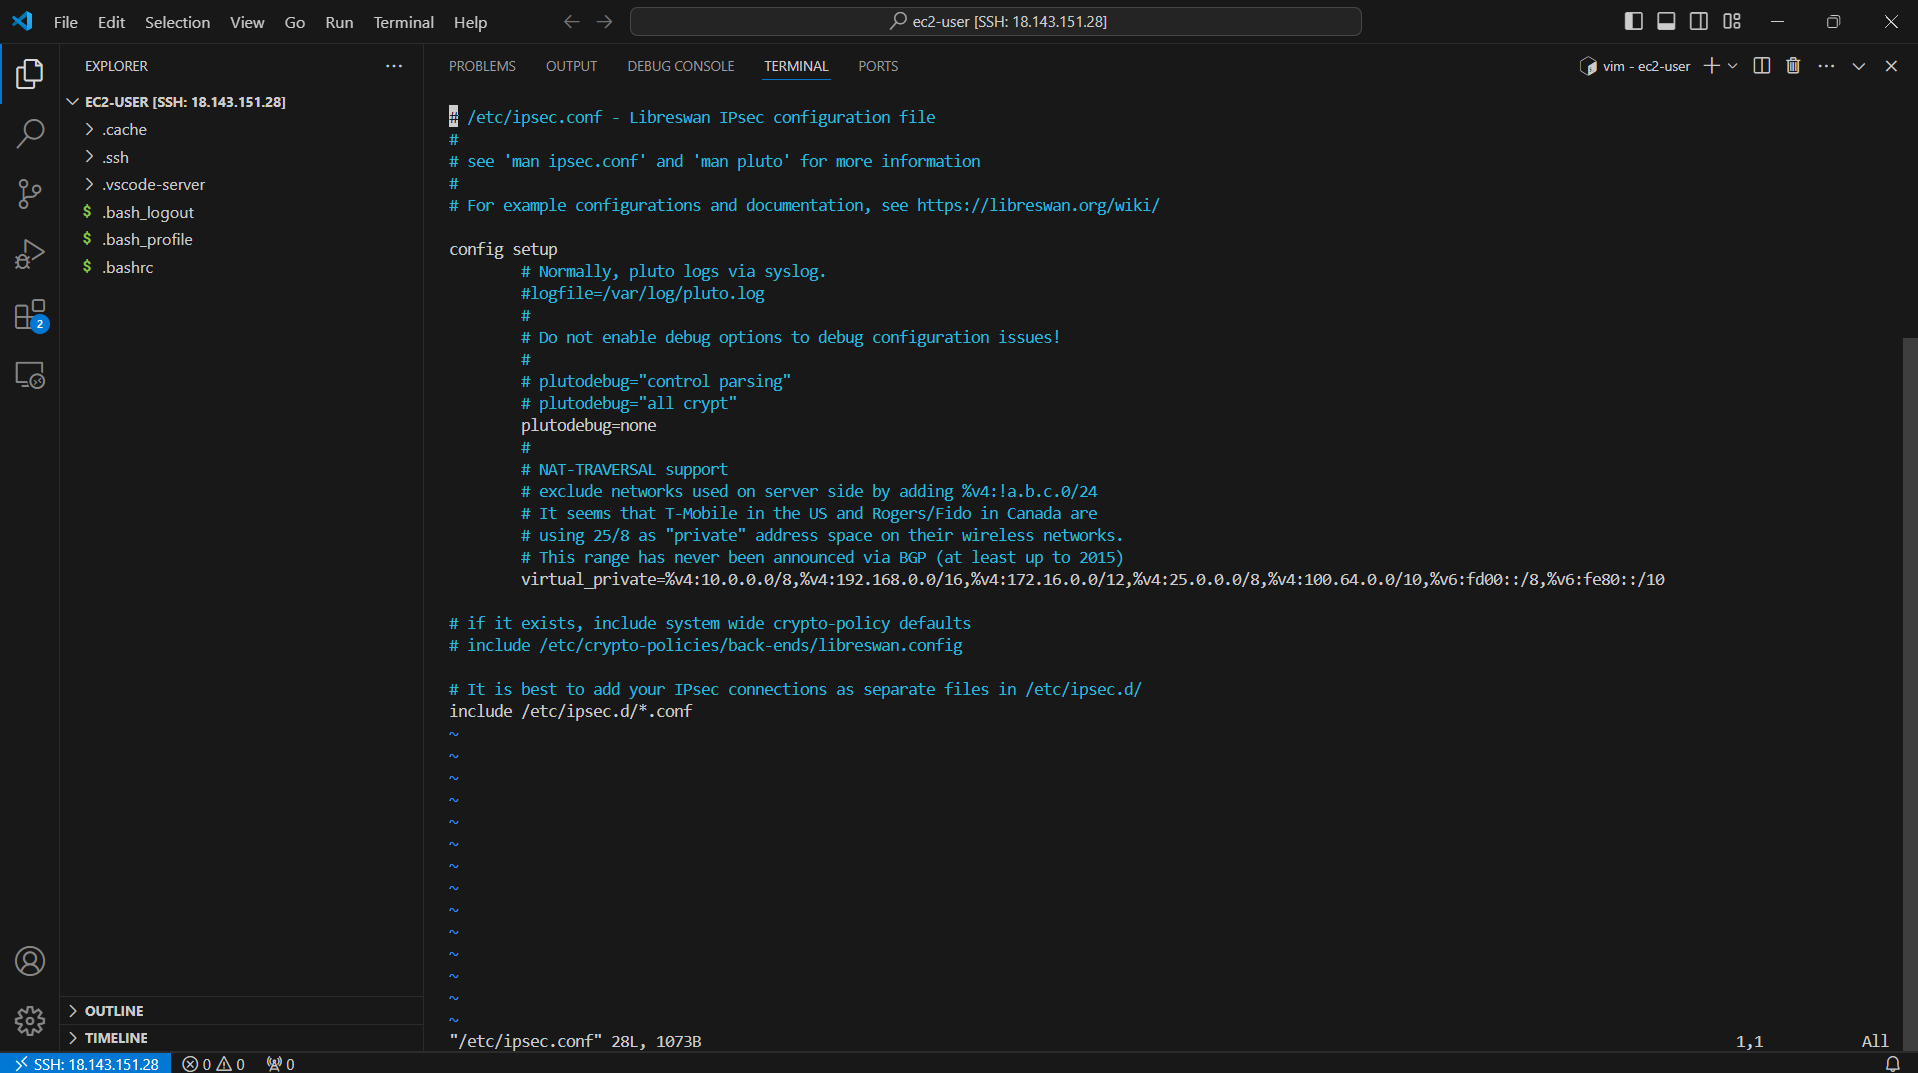 File Edit Selection View Go Run Terminal Help
ec2-user [SSH: 18.143.151.28]
EXPLORER
EC2-USER [SSH: 18.143.151.28]
.cache
.ssh
.vscode-server
$ .bash_logout
$ .bash_profile
$ .bashrc
2
OUTLINE
TIMELINE
PROBLEMS OUTPUT DEBUG CONSOLE TERMINAL PORTS
vim - ec2-user
# /etc/ipsec.conf - Libreswan IPsec configuration file
#
# see 'man ipsec.conf' and 'man pluto' for more information
#
# For example configurations and documentation, see https://libreswan.org/wiki/
config setup
# Normally, pluto logs via syslog.
#logfile=/var/log/pluto.log
#
# Do not enable debug options to debug configuration issues!
#
# plutodebug="control parsing"
# plutodebug="all crypt"
plutodebug=none
#
# NAT-TRAVERSAL support
# exclude networks used on server side by adding %v4:!a.b.c.0/24
# It seems that T-Mobile in the US and Rogers/Fido in Canada are
# using 25/8 as "private" address space on their wireless networks.
# This range has never been announced via BGP (at least up to 2015)
virtual_private=%v4:10.0.0.0/8,%v4:192.168.0.0/16,%v4:172.16.0.0/12,%v4:25.0.0.0/8,%v4:100.64.0.0/10,%v6:fd00::/8,%v6:fe80::/10
# if it exists, include system wide crypto-policy defaults
# include /etc/crypto-policies/back-ends/libreswan.config
# It is best to add your IPsec connections as separate files in /etc/ipsec.d/
include /etc/ipsec.d/*.conf
~
~
~
~
~
~
~
~
~
~
~
~
~
~
"/etc/ipsec.conf" 28L, 1073B 1,1 All
SSH: 18.143.151.28 0 0 0